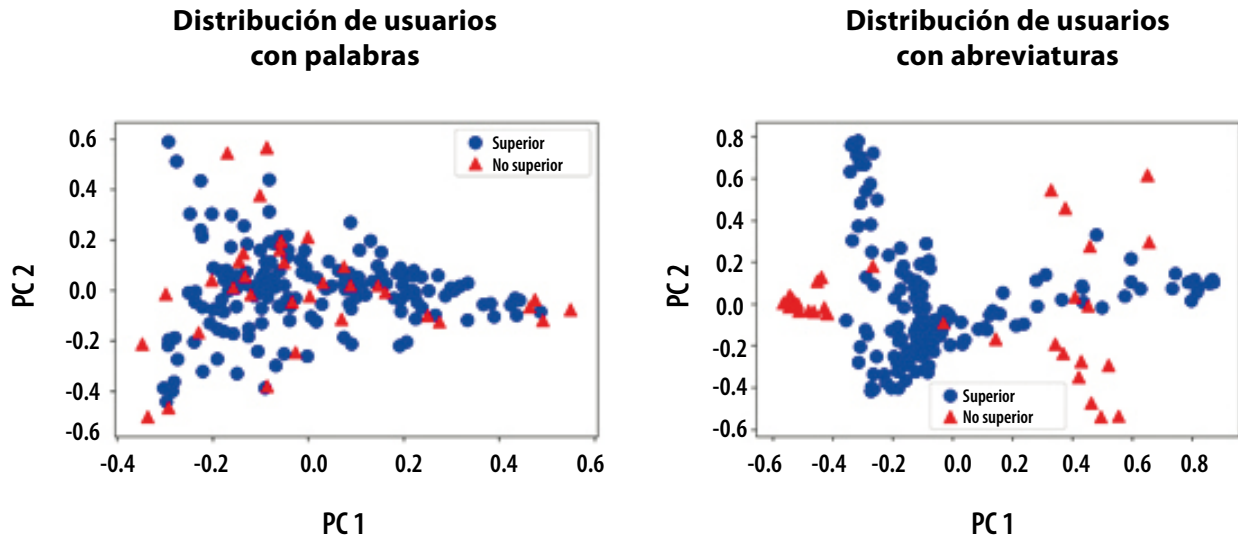 Distribución de usuarios
con palabras
0.6
0.4
0.2
0.0
-0.2
-0.4
-0.6
PC 2
Superior
No superior
-0.4 -0.2 0.0 0.2 0.4 0.6
PC 1
Distribución de usuarios
con abreviaturas
0.8
0.6
0.4
0.2
0.0
-0.2
-0.4
-0.6
PC 2
Superior
No superior
-0.6 -0.4 -0.2 0.0 0.2 0.4 0.6 0.8
PC 1